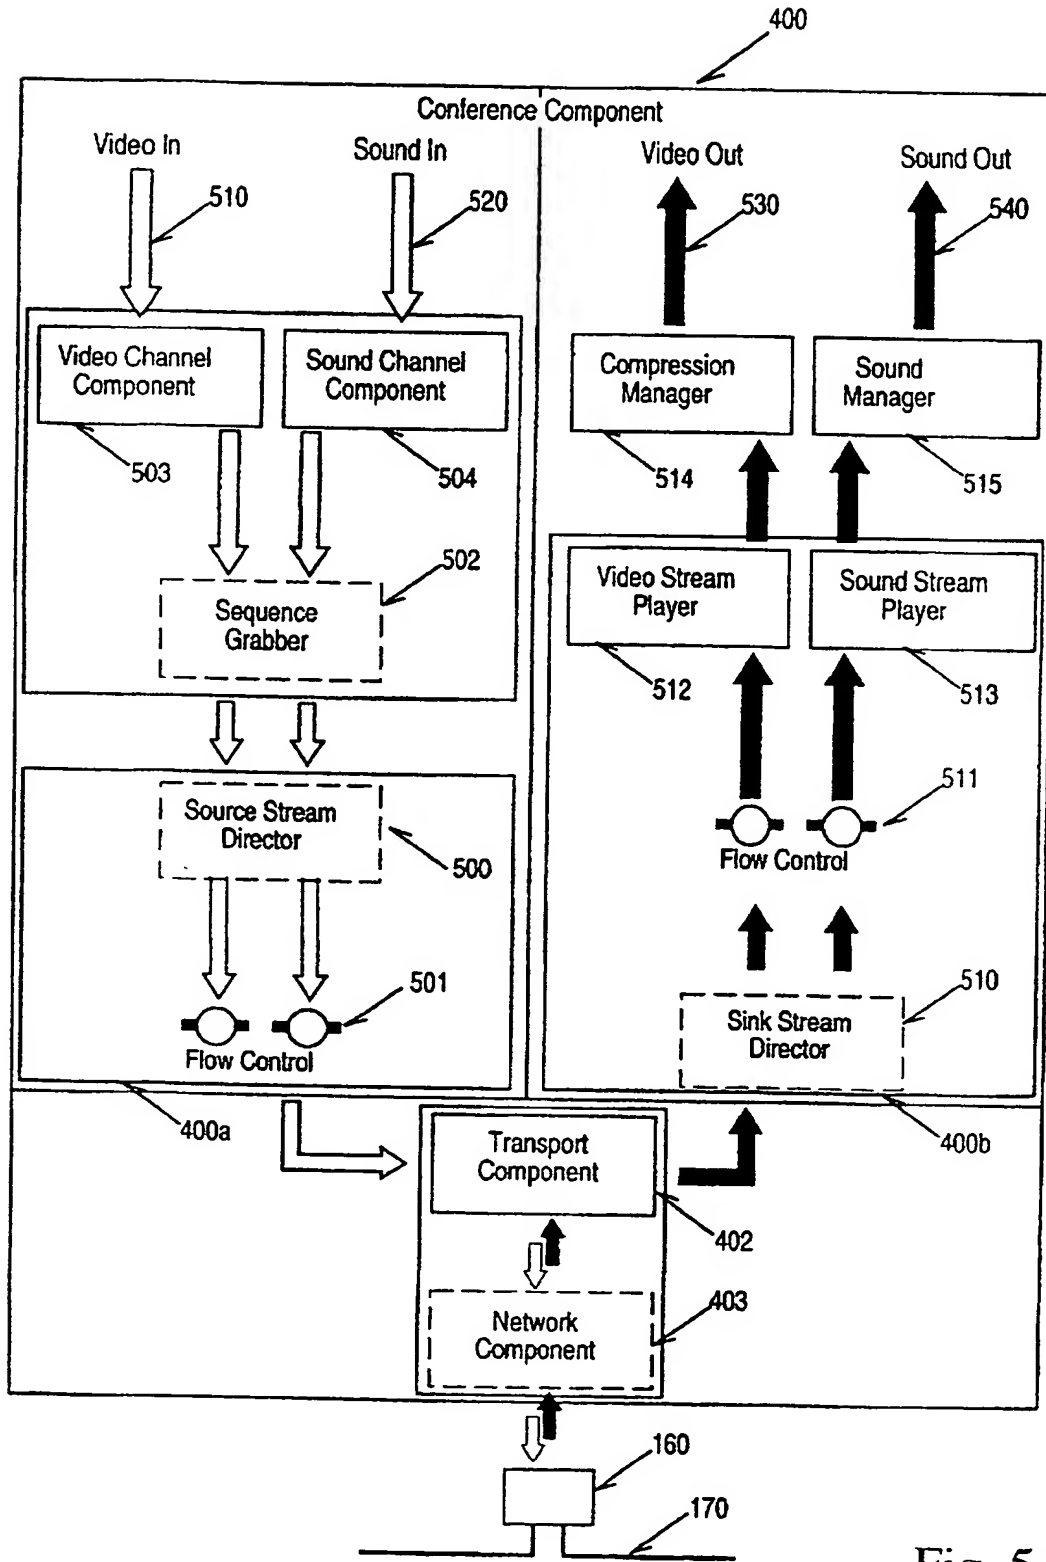 400
Conference Component
Video In
Sound In
Video Out
Sound Out
510
520
530
540
Video Channel
Component
Sound Channel
Component
Compression
Manager
Sound
Manager
503
504
514
515
502
Sequence
Grabber
Video Stream
Player
Sound Stream
Player
512
513
Source Stream
Director
500
511
Flow Control
501
Flow Control
510
Sink Stream
Director
400a
400b
Transport
Component
402
403
Network
Component
160
170